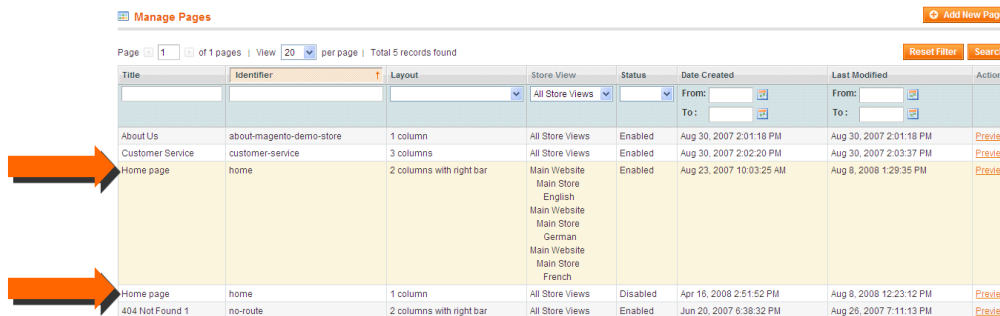 Manage Pages Add New Page
Page 1 of 1 pages | View 20 per page | Total 5 records found Reset Filter Search
Title Identifier ↑ Layout Store View Status Date Created Last Modified Action
All Store Views From: From:
To : To :
About Us about-magento-demo-store 1 column All Store Views Enabled Aug 30, 2007 2:01:18 PM Aug 30, 2007 2:01:18 PM Previe
Customer Service customer-service 3 columns All Store Views Enabled Aug 30, 2007 2:02:20 PM Aug 30, 2007 2:03:37 PM Previe
Home page home 2 columns with right bar Main Website Enabled Aug 23, 2007 10:03:25 AM Aug 8, 2008 1:29:35 PM Previe
Main Store
English
Main Website
Main Store
German
Main Website
Main Store
French
Home page home 1 column All Store Views Disabled Apr 16, 2008 2:51:52 PM Aug 8, 2008 12:23:12 PM Previe
404 Not Found 1 no-route 2 columns with right bar All Store Views Enabled Jun 20, 2007 6:38:32 PM Aug 26, 2007 7:11:13 PM Previe